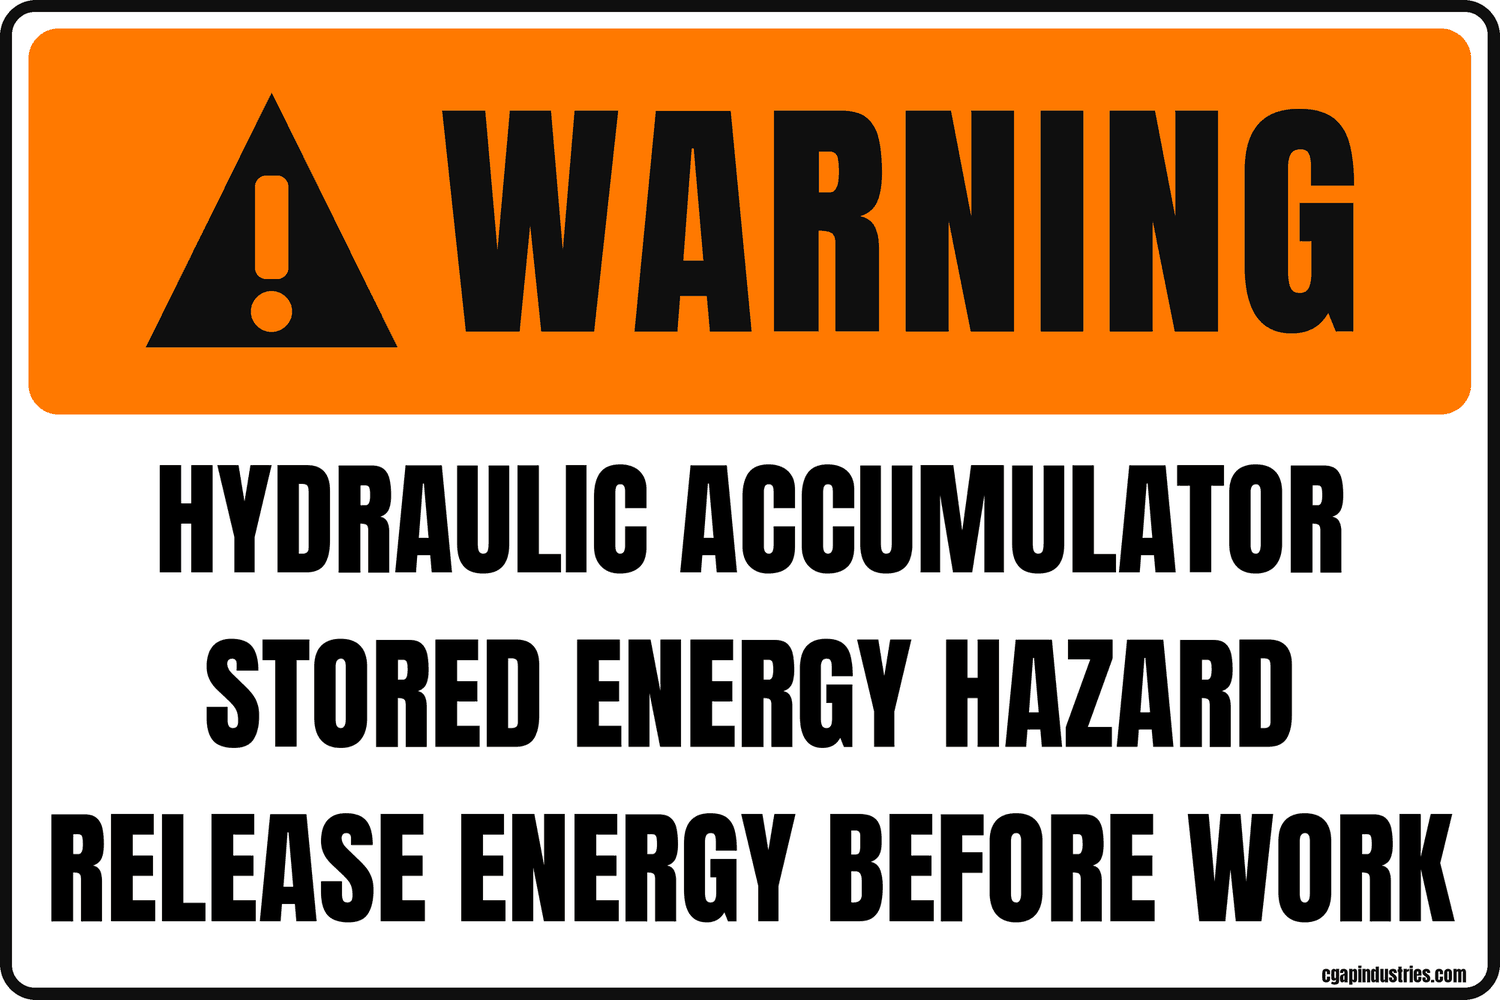 WARNING
HYDRAULIC ACCUMULATOR
STORED ENERGY HAZARD
RELEASE ENERGY BEFORE WORK
cgapindustries.com